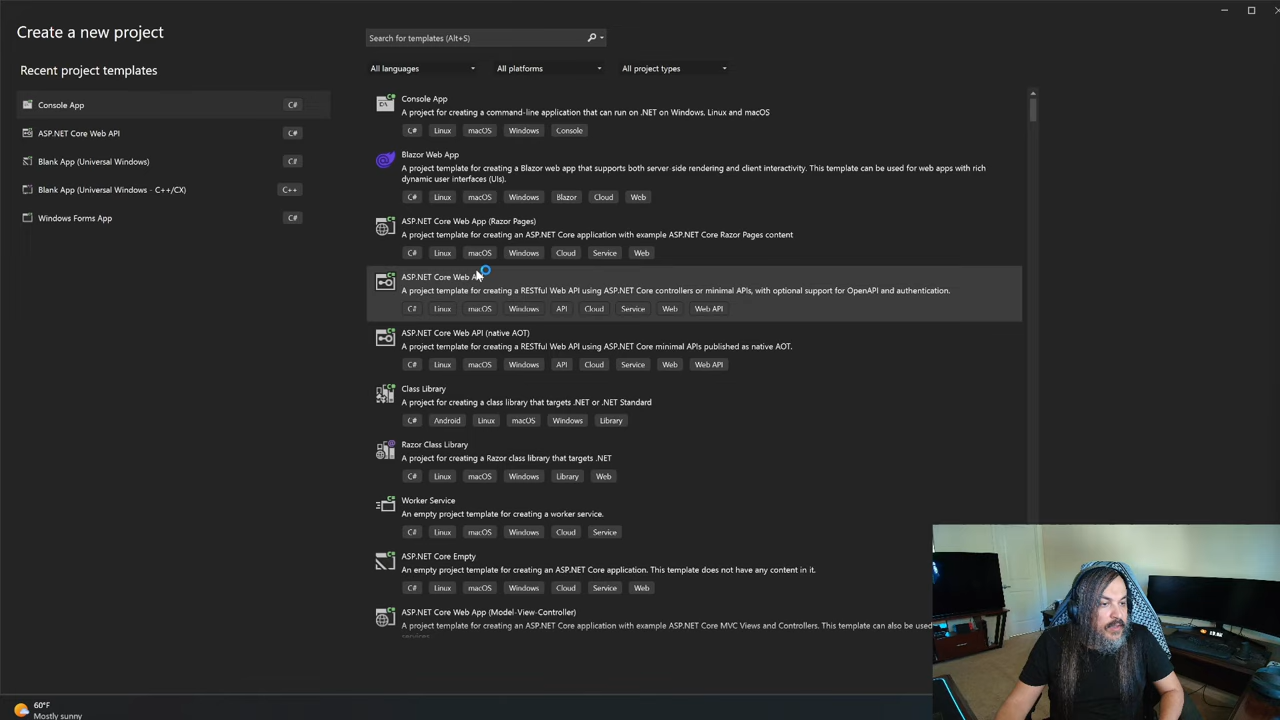 Create a new project
Search for templates (Alt+S)
Recent project templates
All languages
All platforms
All project types
Console App
C#
ASP.NET Core Web API
C#
Blank App (Universal Windows)
C#
Blank App (Universal Windows - C++/CX)
C++
Windows Forms App
C#
Console App
A project for creating a command-line application that can run on .NET on Windows, Linux and macOS
C# Linux macOS Windows Console
Blazor Web App
A project template for creating a Blazor web app that supports both server-side rendering and client interactivity. This template can be used for web apps with rich
dynamic user interfaces (UIs).
C# Linux macOS Windows Blazor Cloud Web
ASP.NET Core Web App (Razor Pages)
A project template for creating an ASP.NET Core application with example ASP.NET Core Razor Pages content
C# Linux macOS Windows Cloud Service Web
ASP.NET Core Web
A project template for creating a RESTful Web API using ASP.NET Core controllers or minimal APIs, with optional support for OpenAPI and authentication.
C# Linux macOS Windows API Cloud Service Web Web API
ASP.NET Core Web API (native AOT)
A project template for creating a RESTful Web API using ASP.NET Core minimal APIs published as native AOT.
C# Linux macOS Windows API Cloud Service Web Web API
Class Library
A project for creating a class library that targets .NET or .NET Standard
C# Android Linux macOS Windows Library
Razor Class Library
A project for creating a Razor class library that targets .NET
C# Linux macOS Windows Library Web
Worker Service
An empty project template for creating a worker service.
C# Linux macOS Windows Cloud Service
ASP.NET Core Empty
An empty project template for creating an ASP.NET Core application. This template does not have any content in it.
C# Linux macOS Windows Cloud Service Web
ASP.NET Core Web App (Model-View-Controller)
A project template for creating an ASP.NET Core application with example ASP.NET Core MVC Views and Controllers. This template can also be used
60°F
Mostly sunny